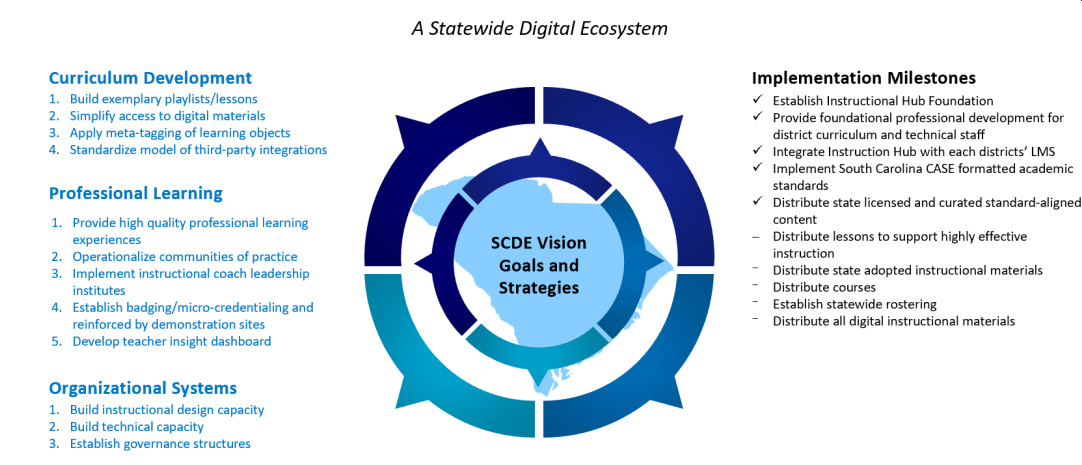 A Statewide Digital Ecosystem
Curriculum Development
1. Build exemplary playlists/lessons
2. Simplify access to digital materials
3. Apply meta-tagging of learning objects
4. Standardize model of third-party integrations
Professional Learning
1. Provide high quality professional learning
experiences
2. Operationalize communities of practice
3. Implement instructional coach leadership
institutes
4. Establish badging/micro-credentialing and
reinforced by demonstration sites
5. Develop teacher insight dashboard
Organizational Systems
1. Build instructional design capacity
2. Build technical capacity
3. Establish governance structures
SCDE Vision
Goals and
Strategies
Implementation Milestones
✓ Establish Instructional Hub Foundation
✓ Provide foundational professional development for
district curriculum and technical staff
✓ Integrate Instruction Hub with each districts’ LMS
✓ Implement South Carolina CASE formatted academic
standards
✓ Distribute state licensed and curated standard-aligned
content
– Distribute lessons to support highly effective
instruction
– Distribute state adopted instructional materials
– Distribute courses
– Establish statewide rostering
– Distribute all digital instructional materials